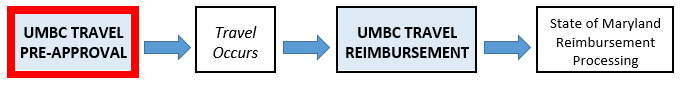 UMBC TRAVEL
PRE-APPROVAL
Travel
Occurs
UMBC TRAVEL
REIMBURSEMENT
State of Maryland
Reimbursement
Processing